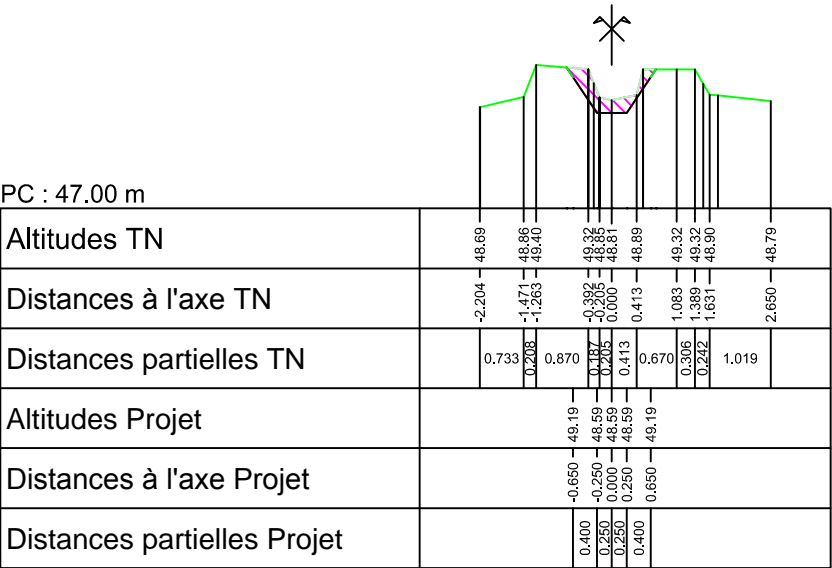 PC : 47.00 m
Altitudes TN 48.69 48.86 49.40 49.32 48.85 48.81 48.89 49.32 49.32 48.90 48.79
Distances à l'axe TN -2.204 -1.471 -1.263 -0.392 -0.205 0.000 0.413 1.083 1.389 1.631 2.650
Distances partielles TN 0.733 0.208 0.870 0.187 0.205 0.413 0.670 0.306 0.242 1.019
Altitudes Projet 49.19 48.59 48.59 48.59 49.19
Distances à l'axe Projet -0.650 -0.250 0.000 0.250 0.650
Distances partielles Projet 0.400 0.250 0.250 0.400